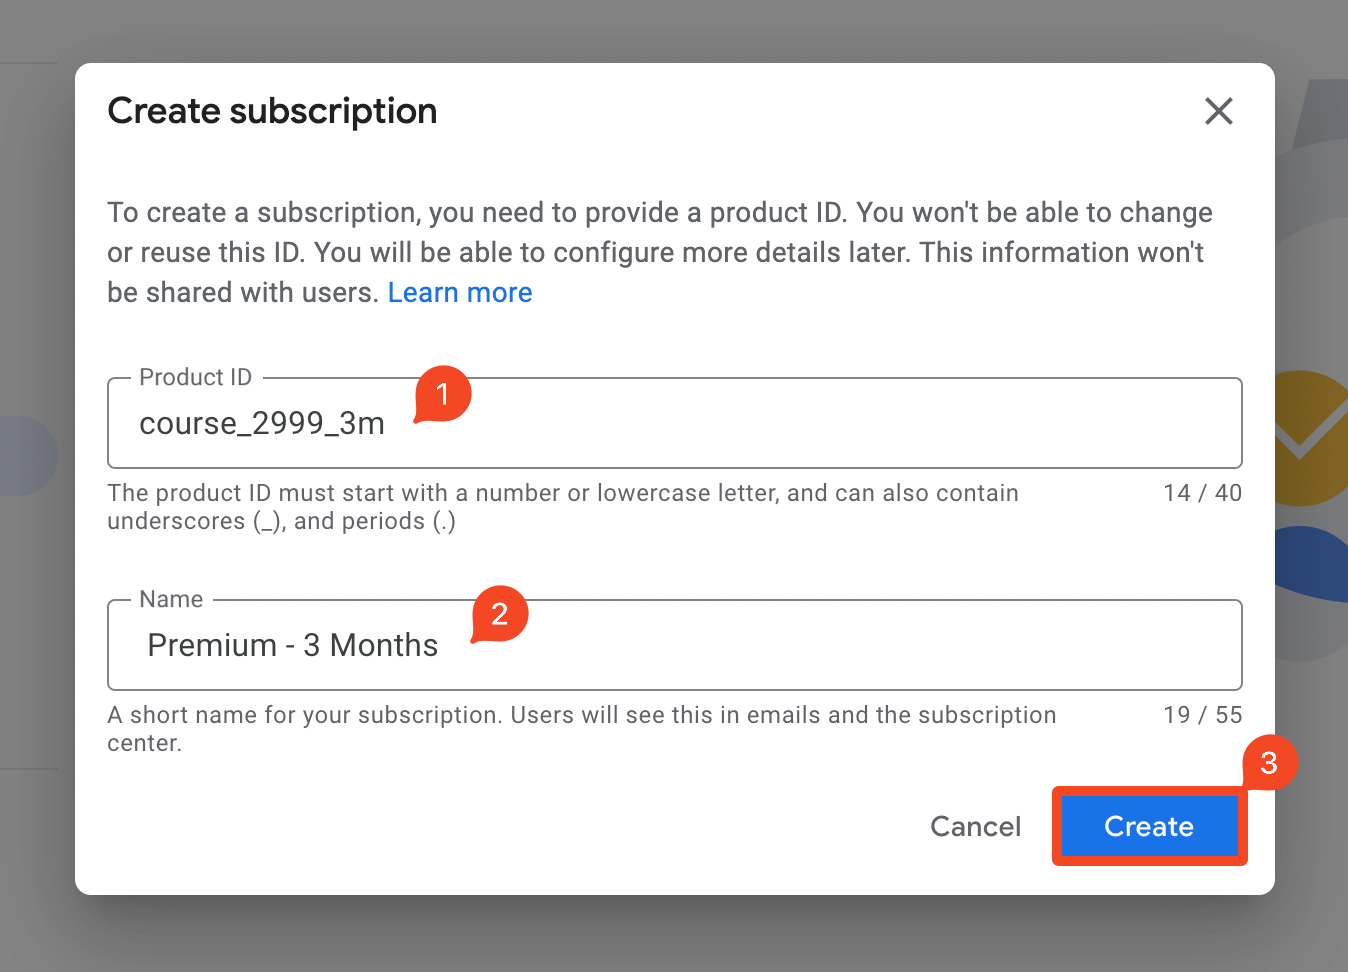 Create subscription
To create a subscription, you need to provide a product ID. You won't be able to change
or reuse this ID. You will be able to configure more details later. This information won't
be shared with users. Learn more
Product ID
1
course_2999_3m
The product ID must start with a number or lowercase letter, and can also contain
underscores (_), and periods (.)
14 / 40
Name
2
Premium - 3 Months
A short name for your subscription. Users will see this in emails and the subscription
center.
19 / 55
3
Cancel
Create